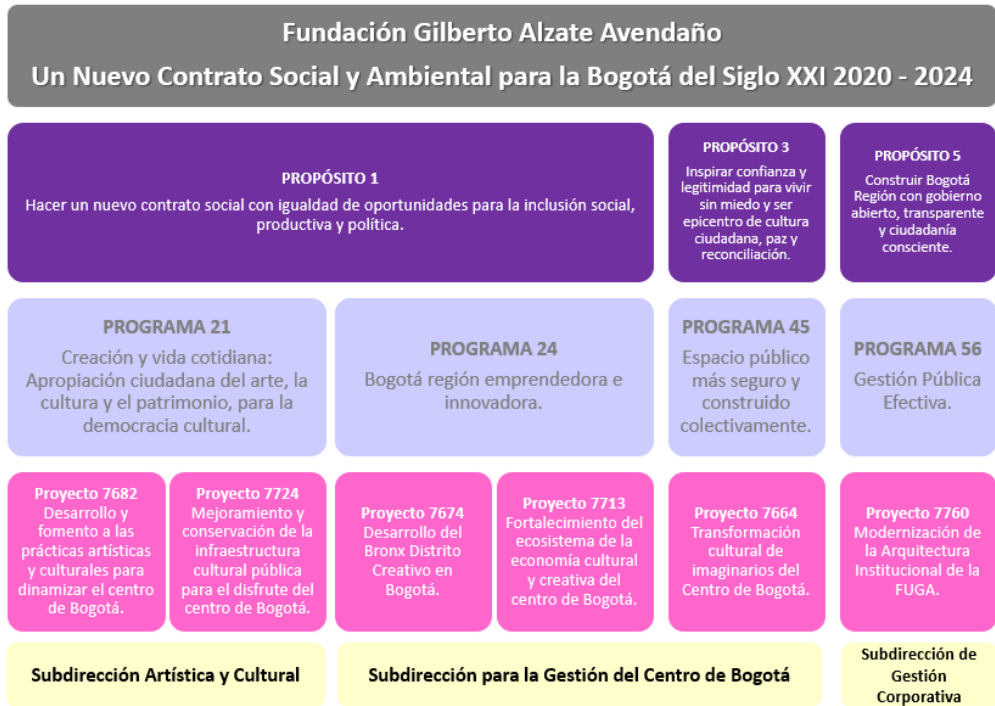 Fundación Gilberto Alzate Avendaño
Un Nuevo Contrato Social y Ambiental para la Bogotá del Siglo XXI 2020 - 2024
PROPÓSITO 1
Hacer un nuevo contrato social con igualdad de oportunidades para la inclusión social,
productiva y política.
PROPÓSITO 3
Inspirar confianza y
legitimidad para vivir
sin miedo y ser
epicentro de cultura
ciudadana, paz y
reconciliación.
PROPÓSITO 5
Construir Bogotá
Región con gobierno
abierto, transparente
y ciudadanía
consciente.
PROGRAMA 21
Creación y vida cotidiana:
Apropiación ciudadana del arte, la
cultura y el patrimonio, para la
democracia cultural.
PROGRAMA 24
Bogotá región emprendedora e
innovadora.
PROGRAMA 45
Espacio público
más seguro y
construido
colectivamente.
PROGRAMA 56
Gestión Pública
Efectiva.
Proyecto 7682
Desarrollo y
fomento a las
prácticas artísticas
y culturales para
dinamizar el centro
de Bogotá.
Proyecto 7724
Mejoramiento y
conservación de la
infraestructura
cultural pública
para el disfrute del
centro de Bogotá.
Proyecto 7674
Desarrollo del
Bronx Distrito
Creativo en
Bogotá.
Proyecto 7713
Fortalecimiento del
ecosistema de la
economía cultural
y creativa del
centro de Bogotá.
Proyecto 7664
Transformación
cultural de
imaginarios del
Centro de Bogotá.
Proyecto 7760
Modernización de
la Arquitectura
Institucional de la
FUGA.
Subdirección Artística y Cultural
Subdirección para la Gestión del Centro de Bogotá
Subdirección de
Gestión
Corporativa